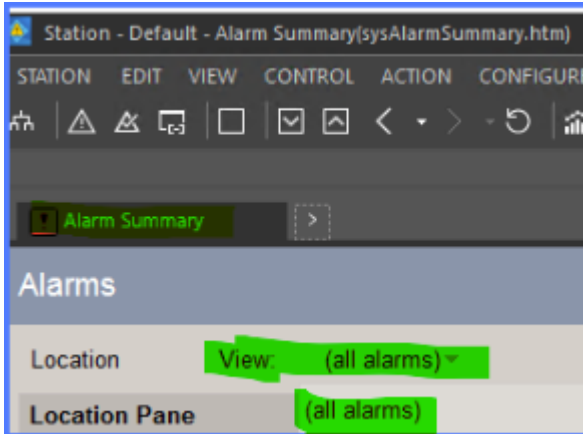 Station - Default - Alarm Summary(sysAlarmSummary.htm)
STATION EDIT VIEW CONTROL ACTION CONFIGURE
Alarm Summary
Alarms
Location View: (all alarms)
Location Pane (all alarms)